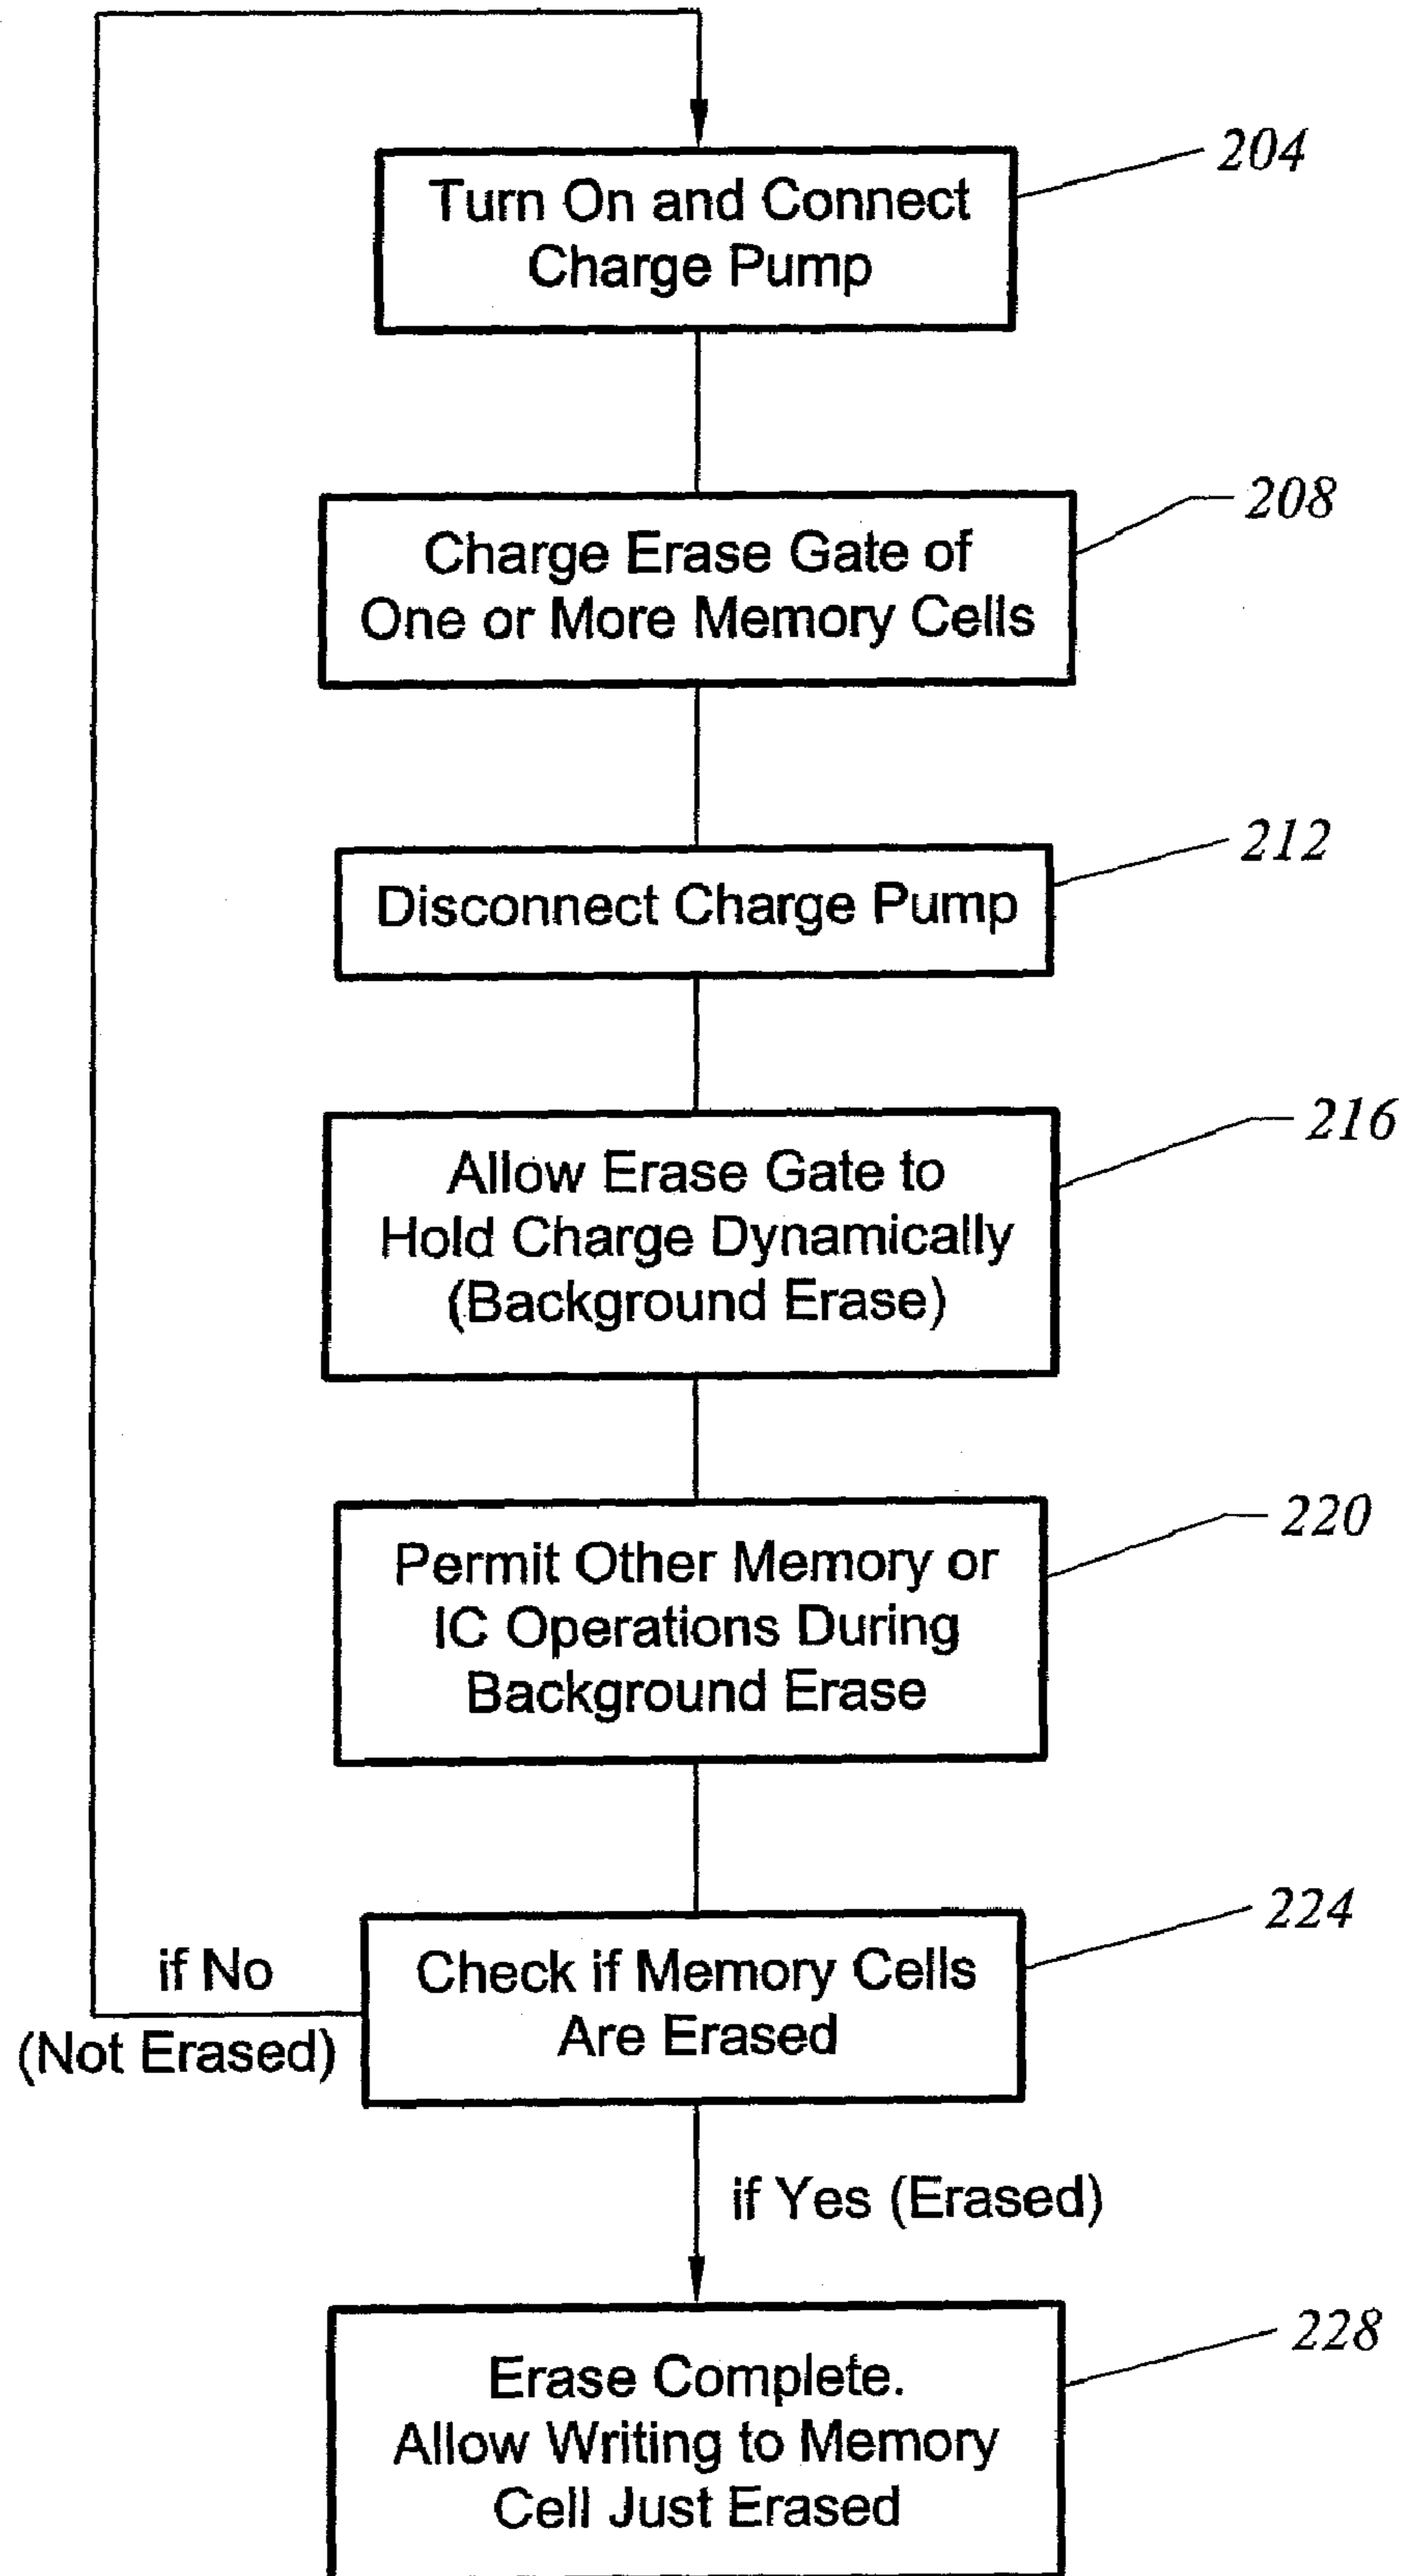 204
Turn On and Connect
Charge Pump
208
Charge Erase Gate of
One or More Memory Cells
212
Disconnect Charge Pump
216
Allow Erase Gate to
Hold Charge Dynamically
(Background Erase)
220
Permit Other Memory or
IC Operations During
Background Erase
224
Check if Memory Cells
Are Erased
if No
(Not Erased)
if Yes (Erased)
228
Erase Complete.
Allow Writing to Memory
Cell Just Erased